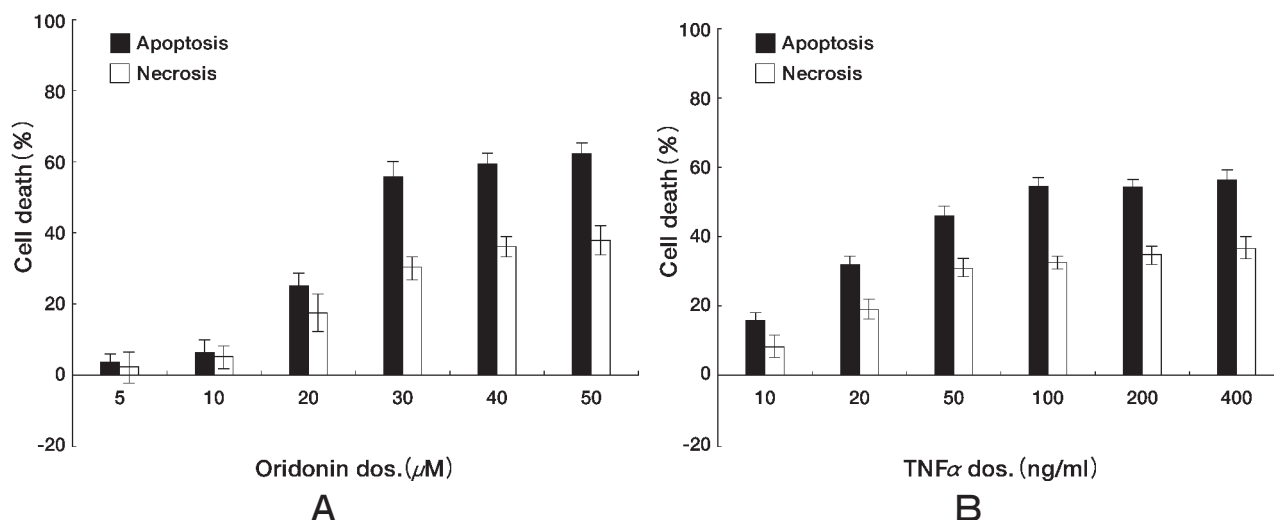 100
80
60
40
20
0
-20
Cell death(%)
Apoptosis
Necrosis
5 10 20 30 40 50
Oridonin dos.(μM)
A
100
80
60
40
20
0
-20
Cell death(%)
Apoptosis
Necrosis
10 20 50 100 200 400
TNFα dos.(ng/ml)
B